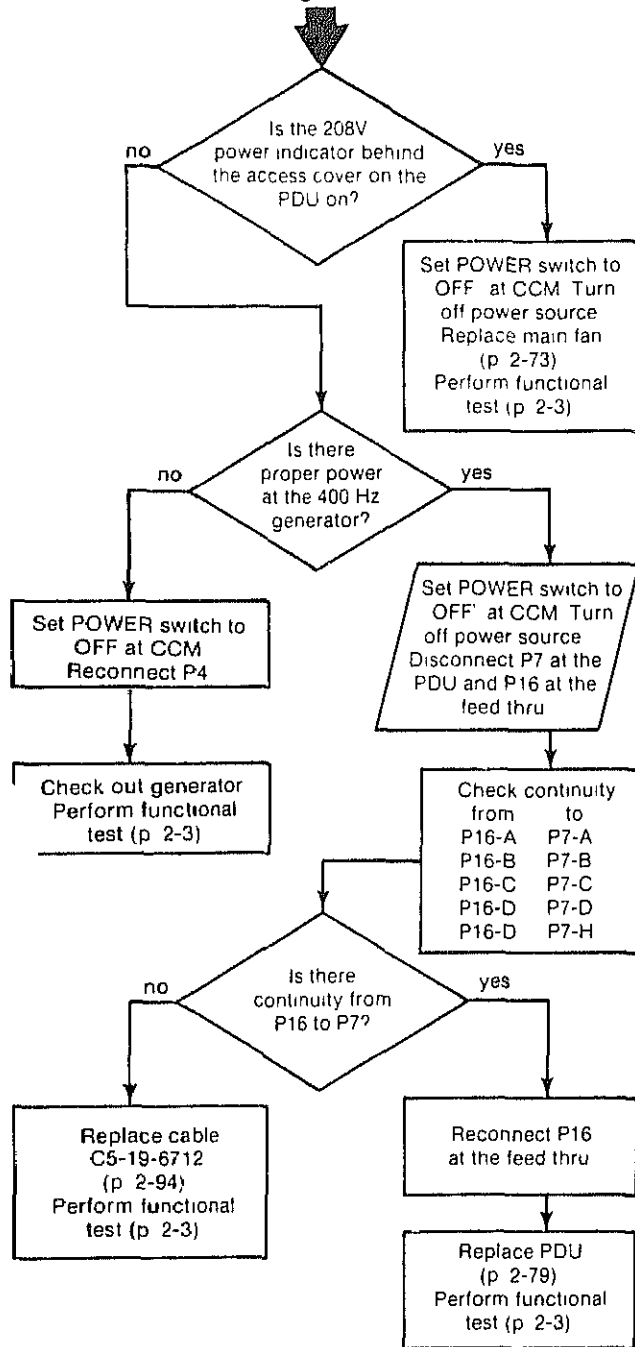 Is the 208V
power indicator behind
the access cover on the
PDU on?
no
yes
Set POWER switch to
OFF at CCM Turn
off power source
Replace main fan
(p 2-73)
Perform functional
test (p 2-3)
Is there
proper power
at the 400 Hz
generator?
no
yes
Set POWER switch to
OFF at CCM
Reconnect P4
Check out generator
Perform functional
test (p 2-3)
Set POWER switch to
OFF' at CCM Turn
off power source
Disconnect P7 at the
PDU and P16 at the
feed thru
Check continuity
from to
P16-A P7-A
P16-B P7-B
P16-C P7-C
P16-D P7-D
P16-D P7-H
Is there
continuity from
P16 to P7?
no
yes
Replace cable
C5-19-6712
(p 2-94)
Perform functional
test (p 2-3)
Reconnect P16
at the feed thru
Replace PDU
(p 2-79)
Perform functional
test (p 2-3)